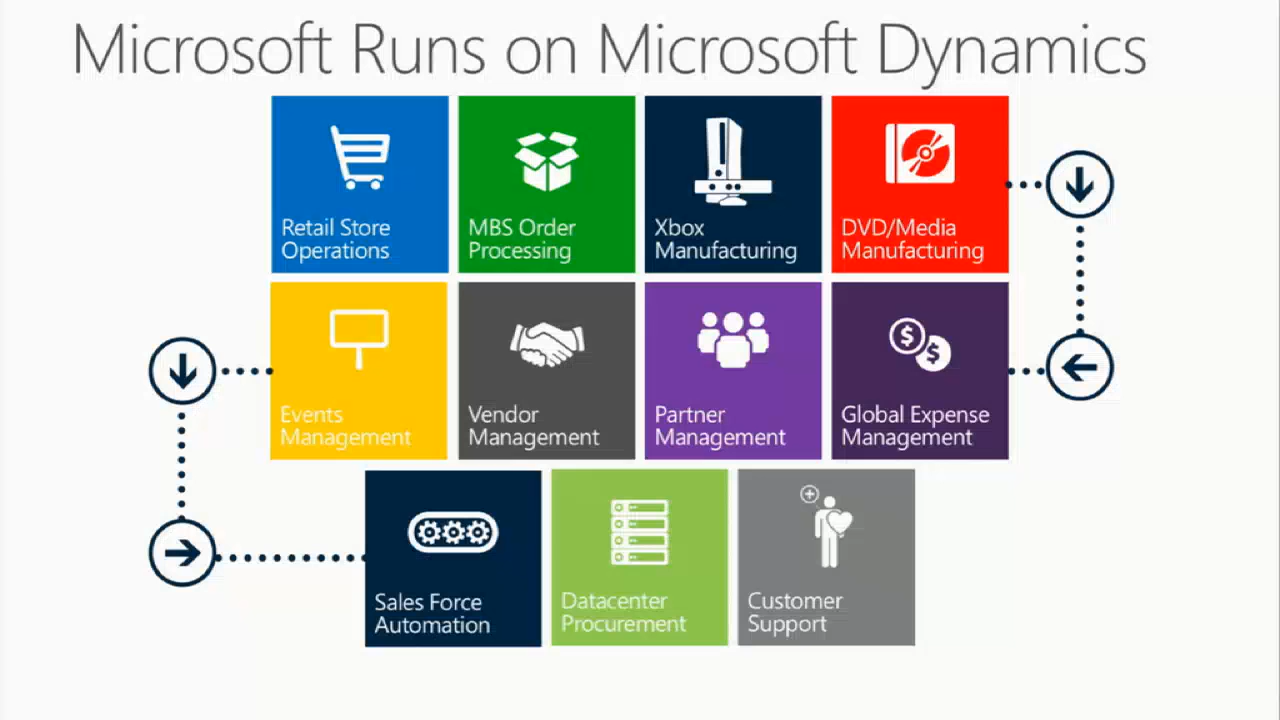 Microsoft Runs on Microsoft Dynamics
Retail Store
Operations
MBS Order
Processing
Xbox
Manufacturing
DVD/Media
Manufacturing
Events
Management
Vendor
Management
Partner
Management
$
$
Global Expense
Management
Sales Force
Automation
Datacenter
Procurement
Customer
Support